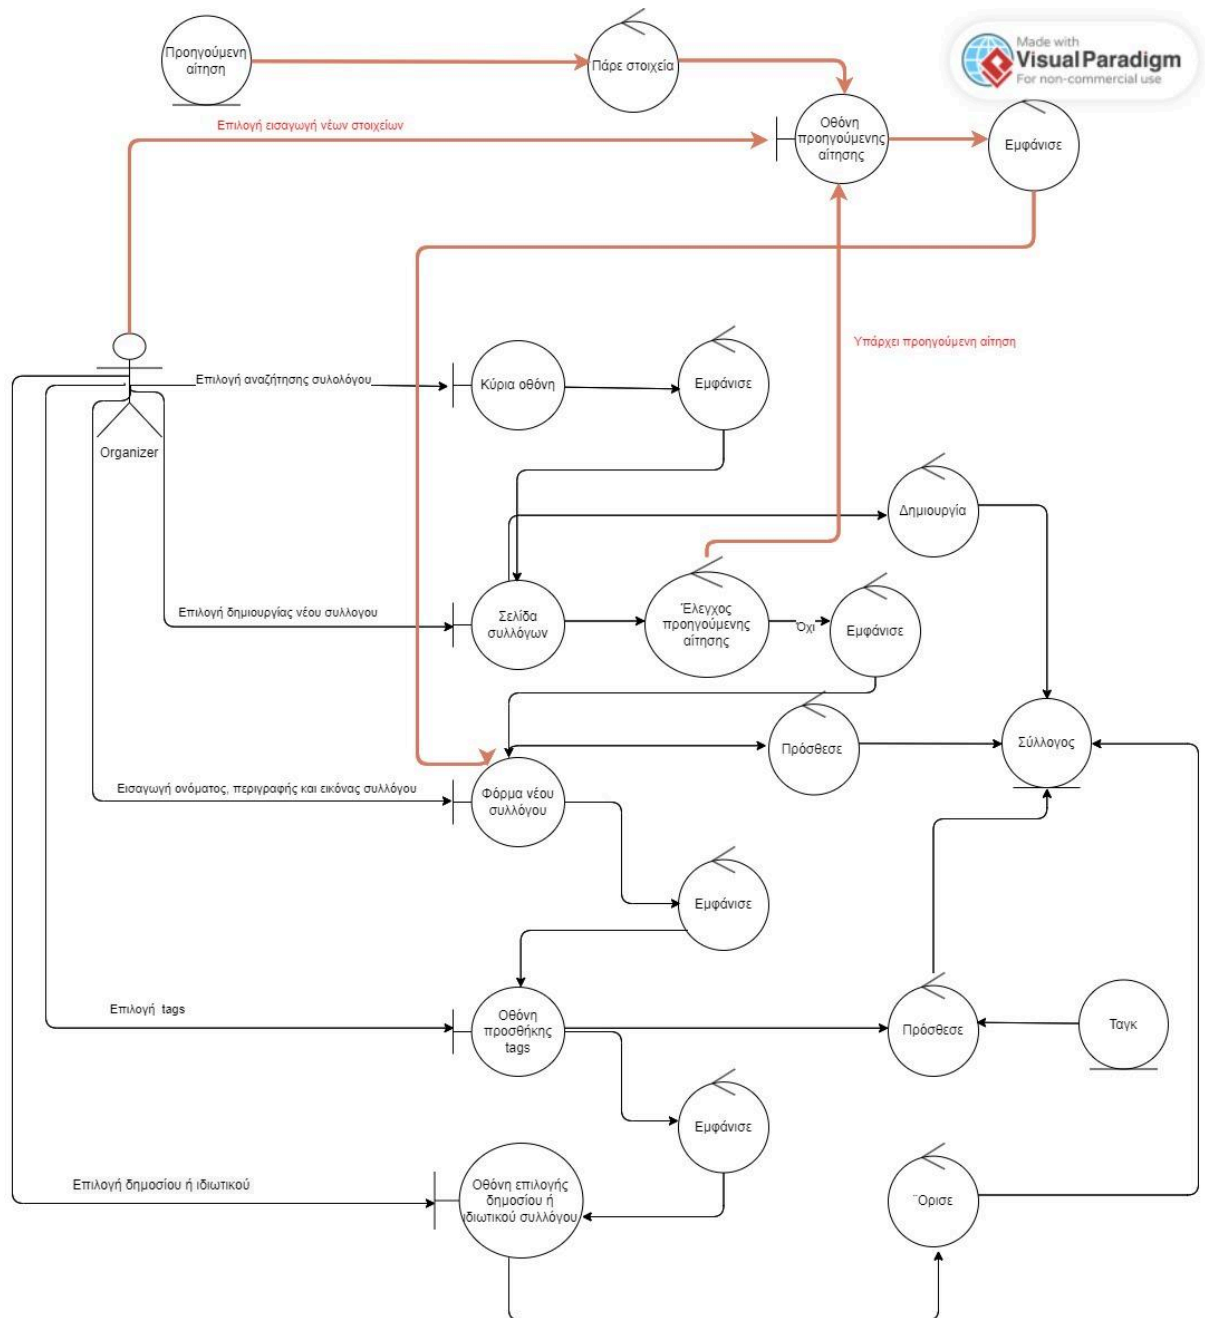 Προηγούμενη
αίτηση
Πάρε στοιχεία
Made with
Visual Paradigm
For non-commercial use
Επιλογή εισαγωγή νέων στοιχείων
Οθόνη
προηγούμενης
αίτησης
Εμφάνισε
Υπάρχει προηγούμενη αίτηση
Επιλογή αναζήτησης συλολόγου
Κύρια οθόνη
Εμφάνισε
Organizer
Δημιουργία
Επιλογή δημιουργίας νέου συλλογου
Σελίδα
συλλόγων
Έλεγχος
προηγούμενης
αίτησης
Όχι
Εμφάνισε
Πρόσθεσε
Σύλλογος
Εισαγωγή ονόματος, περιγραφής και εικόνας συλλόγου
Φόρμα νέου
συλλόγου
Εμφάνισε
Επιλογή tags
Οθόνη
προσθήκης
tags
Πρόσθεσε
Ταγκ
Εμφάνισε
Επιλογή δημοσίου ή ιδιωτικού
Οθόνη επιλογής
δημοσίου ή
ιδιωτικού συλλόγου
¨Ορισε